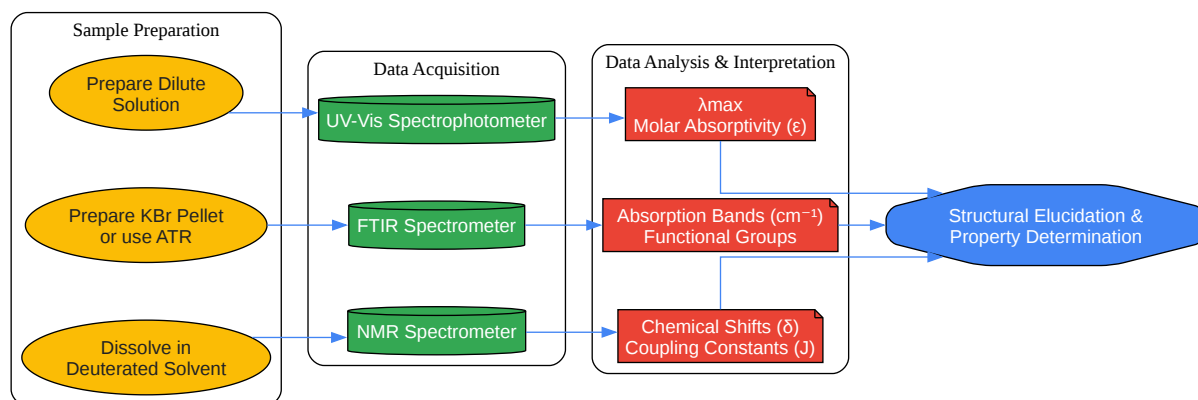 Sample Preparation
Prepare Dilute
Solution
Prepare KBr Pellet
or use ATR
Dissolve in
Deuterated Solvent
Data Acquisition
UV-Vis Spectrophotometer
FTIR Spectrometer
NMR Spectrometer
Data Analysis & Interpretation
λmax
Molar Absorptivity (ε)
Absorption Bands (cm⁻¹)
Functional Groups
Chemical Shifts (δ)
Coupling Constants (J)
Structural Elucidation &
Property Determination